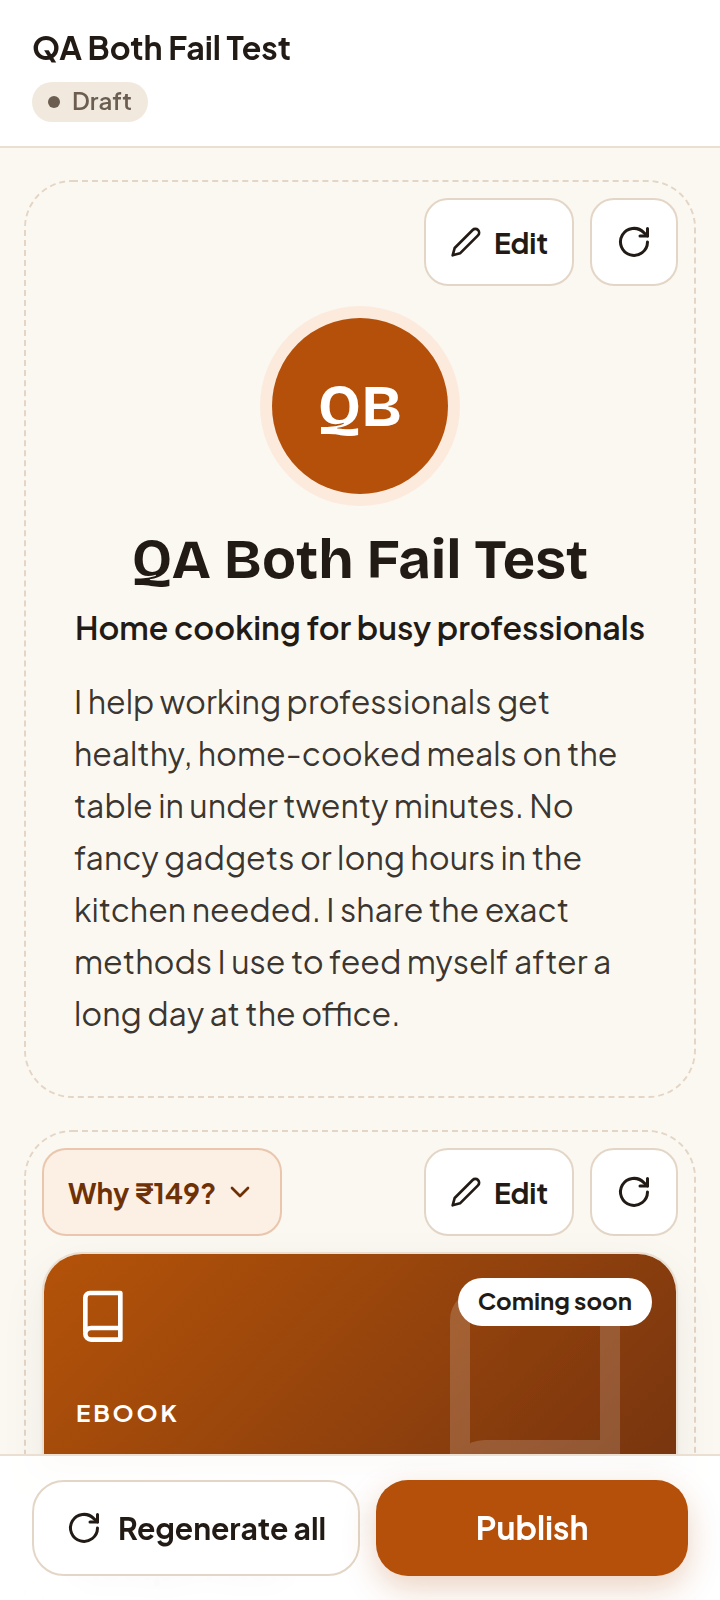 QA Both Fail Test
Draft
Edit
QB
QA Both Fail Test
Home cooking for busy professionals
I help working professionals get
healthy, home-cooked meals on the
table in under twenty minutes. No
fancy gadgets or long hours in the
kitchen needed. I share the exact
methods I use to feed myself after a
long day at the office.
Why ₹149?
Edit
Coming soon
EBOOK
Regenerate all
Publish